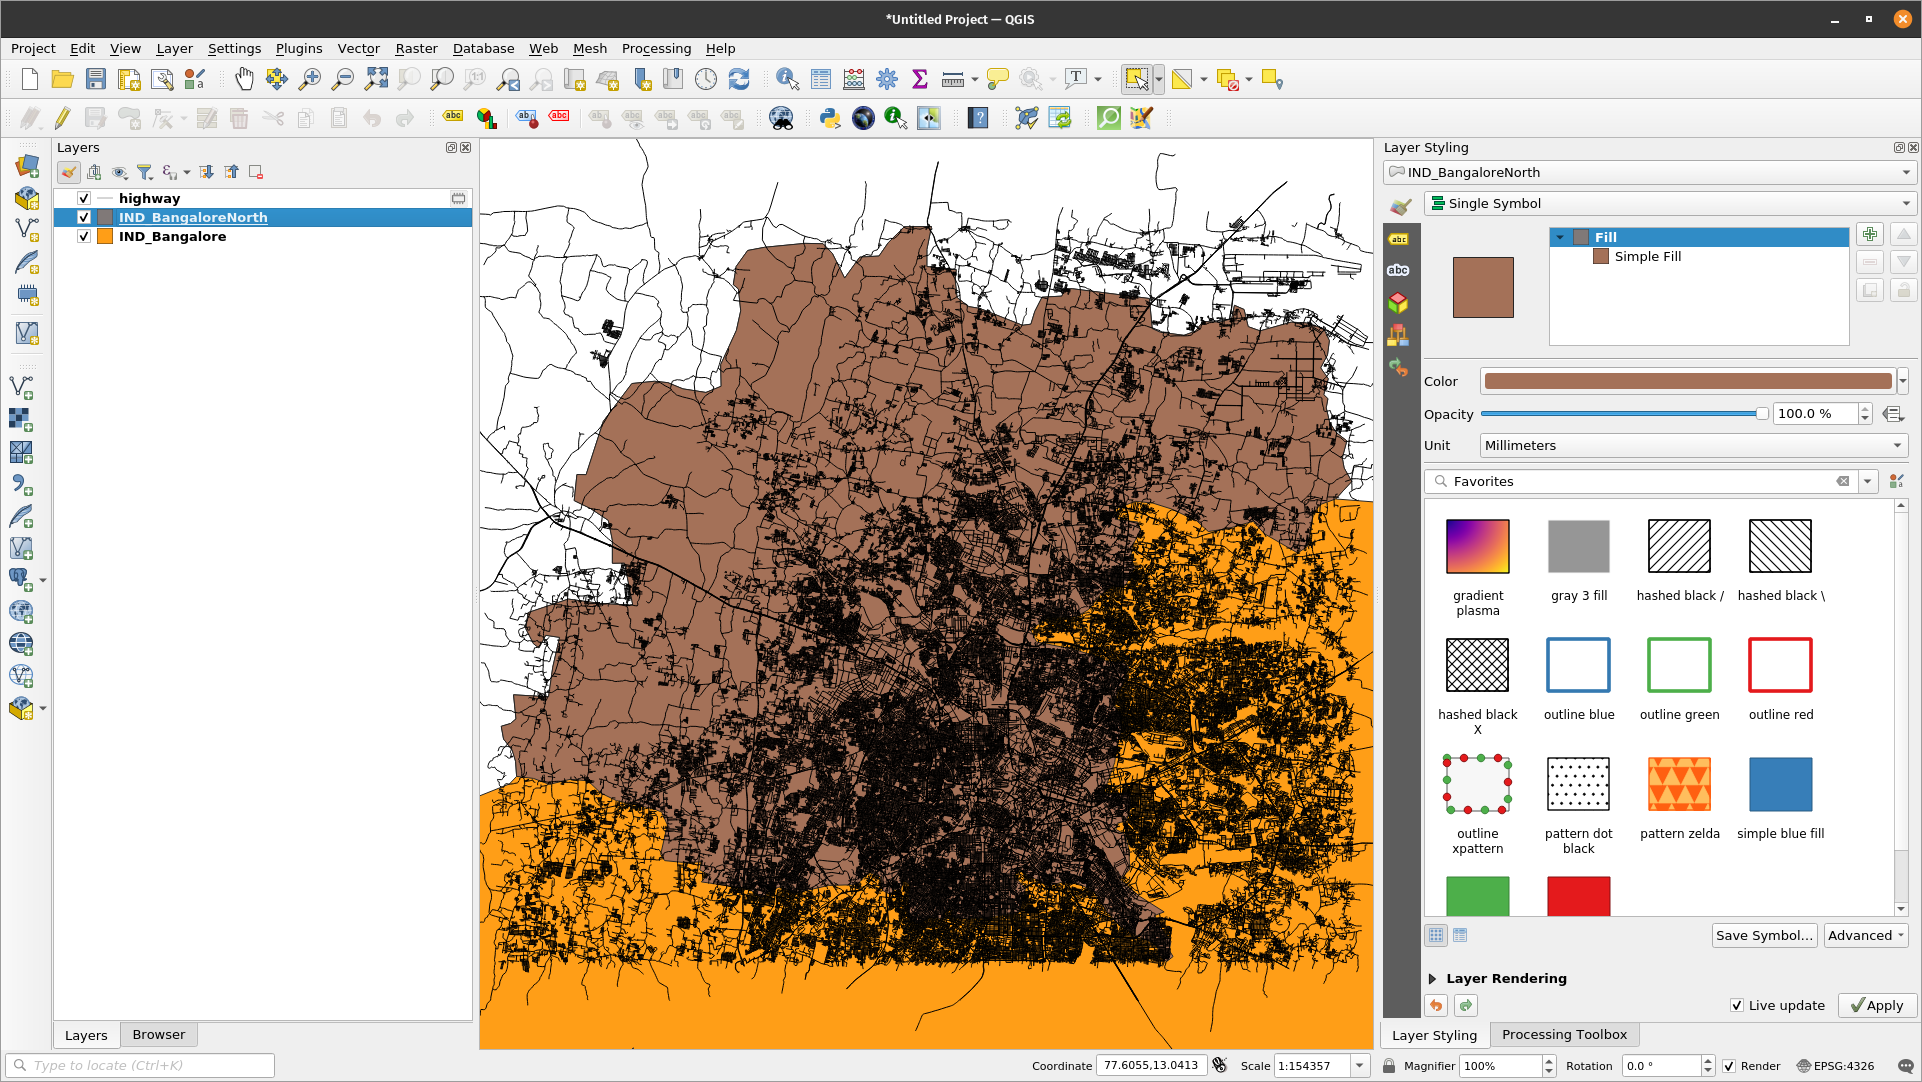 *Untitled Project — QGIS
Project Edit View Layer Settings Plugins Vector Raster Database Web Mesh Processing Help
Layers
highway
IND_BangaloreNorth
IND_Bangalore
Layers Browser
Layer Styling
IND_BangaloreNorth
Single Symbol
Fill
Simple Fill
Color
Opacity 100.0 %
Unit Millimeters
Favorites
gradient plasma
gray 3 fill
hashed black /
hashed black \
hashed black X
outline blue
outline green
outline red
outline xpattern
pattern dot black
pattern zelda
simple blue fill
Save Symbol... Advanced
Layer Rendering
Live update Apply
Layer Styling Processing Toolbox
Type to locate (Ctrl+K)
Coordinate 77.6055,13.0413 Scale 1:154357 Magnifier 100% Rotation 0.0 ° Render EPSG:4326